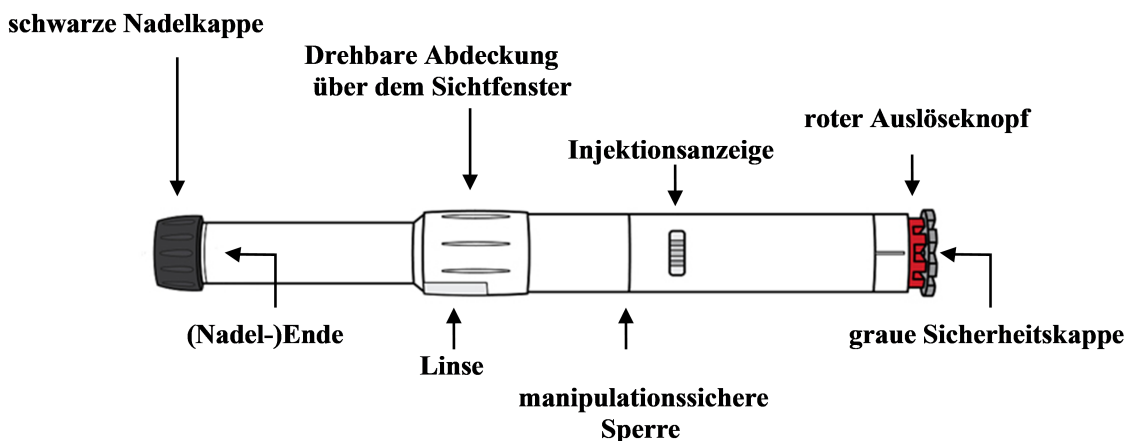 schwarze Nadelkappe
Drehbare Abdeckung
über dem Sichtfenster
roter Auslöseknopf
Injektionsanzeige
(Nadel-)Ende
Linse
graue Sicherheitskappe
manipulationssichere
Sperre